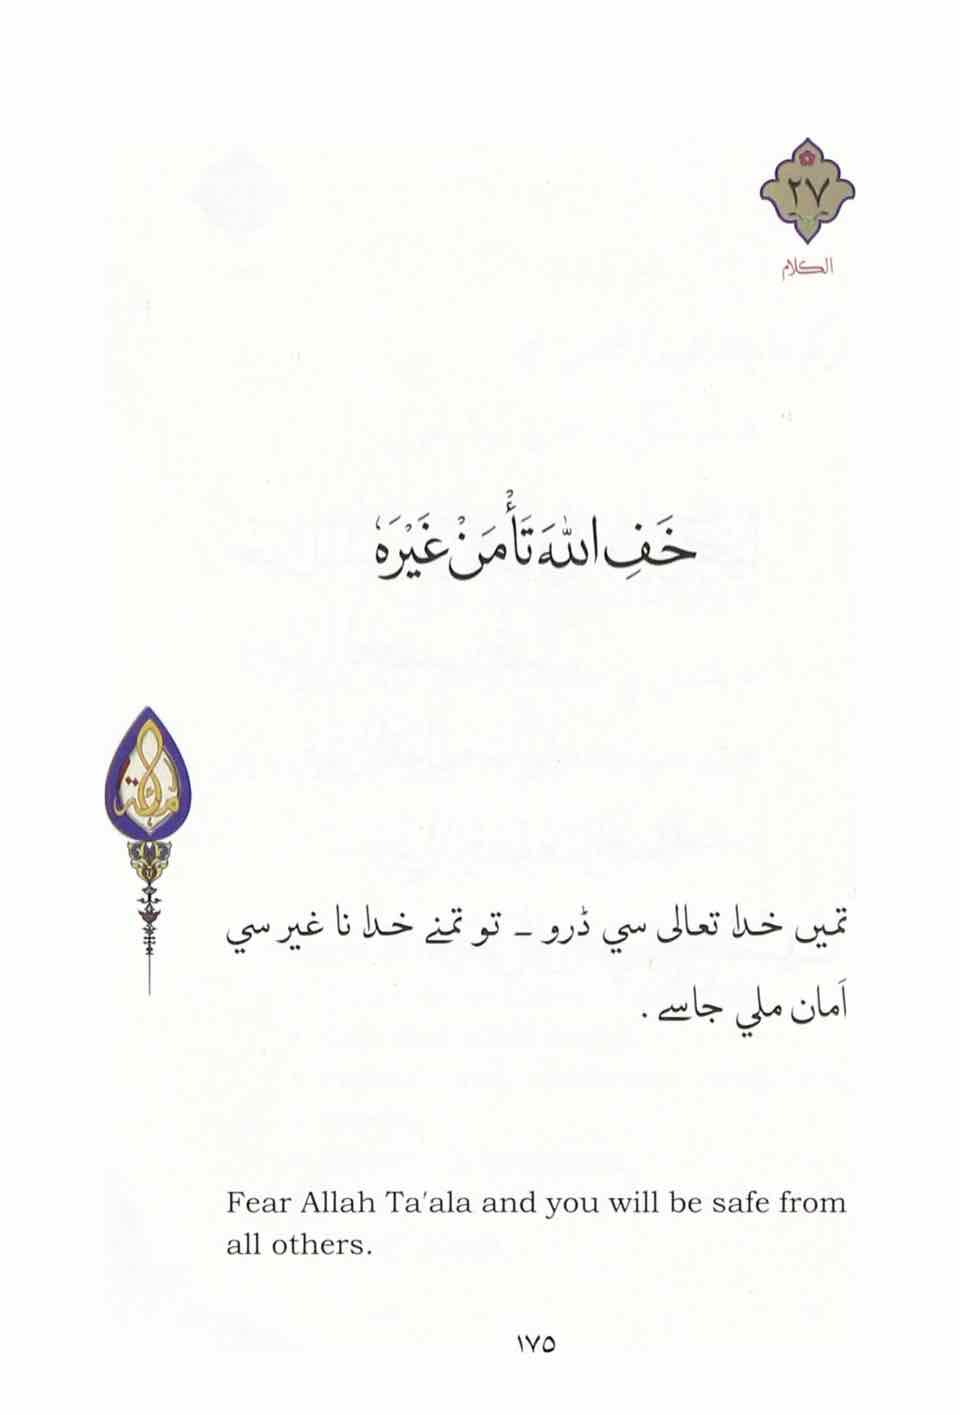 ٢٧
الكلام
خَفِ اللهَ تَأْمَنْ غَيْرَهٗ
تميں خدا تعالى سي ڈرو ـ تو تمنے خدا نا غير سي
اَمان ملي جاسے .
Fear Allah Ta'ala and you will be safe from
all others.
١٧٥